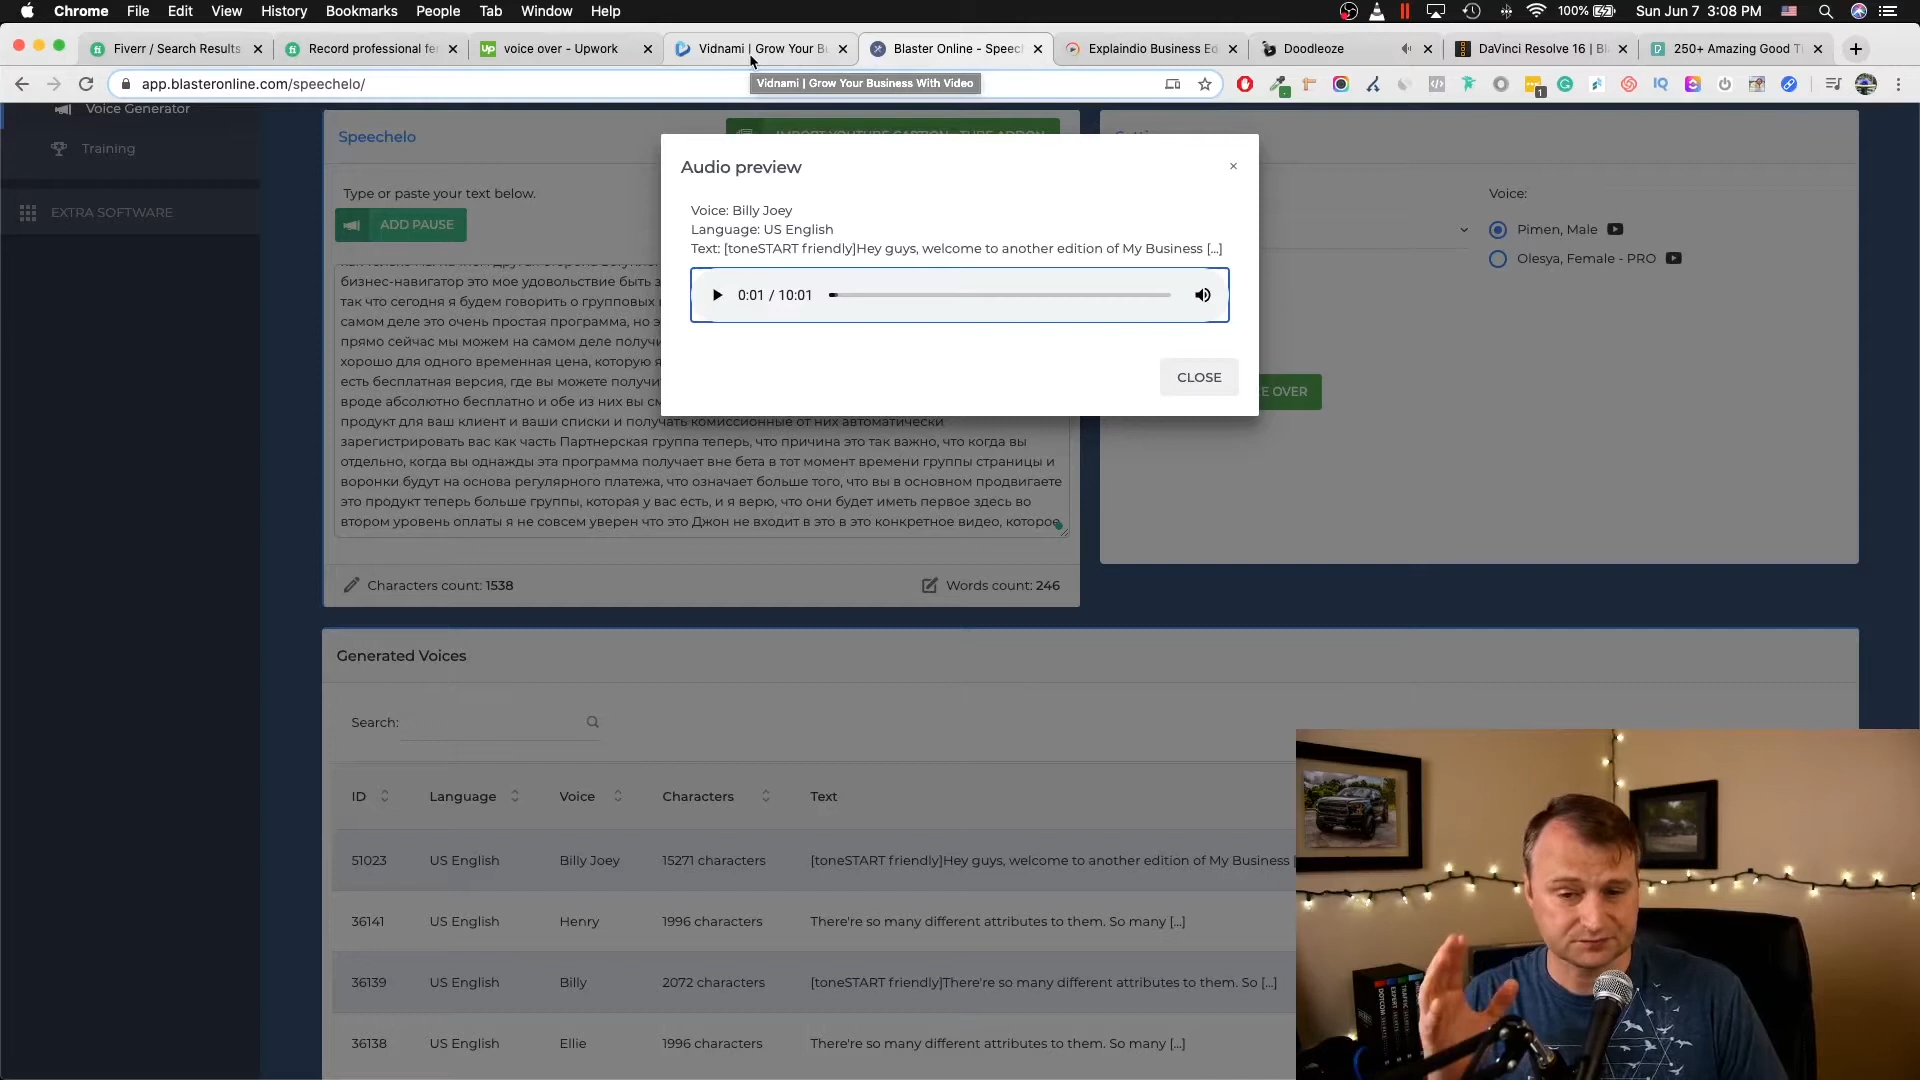 Chrome File Edit View History Bookmarks People Tab Window Help 100% Sun Jun 7 3:08 PM
Fiverr / Search Results Record professional fe voice over - Upwork Vidnami | Grow Your Bu Blaster Online - Speech Explaindio Business Ed Doodleoze DaVinci Resolve 16 | Bl 250+ Amazing Good T
app.blasteronline.com/speechelo/
Vidnami | Grow Your Business With Video
Voice Generator
Training
EXTRA SOFTWARE
Speechelo
Type or paste your text below.
ADD PAUSE
бизнес-навигатор это мое удовольствие быть
так что сегодня я будем говорить о групповых
самом деле это очень простая программа, но
прямо сейчас мы можем на самом деле
хорошо для одного временная цена, которую я
есть бесплатная версия, где вы можете
вроде абсолютно бесплатно и обе из них вы
продукт для ваш клиент и ваши списки и получать комиссионные от них автоматически
зарегистрировать вас как часть Партнерская группа теперь, что причина это так важно, что когда вы
отдельно, когда вы однажды эта программа получает вне бета в тот момент времени группы страницы и
воронки будут на основа регулярного платежа, что означает больше того, что вы в основном продвигаете
это продукт теперь больше группы, которая у вас есть, и я верю, что они будет иметь первое здесь во
втором уровень оплаты я не совсем уверен что это Джон не входит в это в это конкретное видео, которое
Characters count: 1538 Words count: 246
Audio preview
×
Voice: Billy Joey
Language: US English
Text: [toneSTART friendly]Hey guys, welcome to another edition of My Business [...]
0:01 / 10:01
CLOSE
Voice:
Pimen, Male
Olesya, Female - PRO
OVER
Generated Voices
Search:
ID Language Voice Characters Text
51023 US English Billy Joey 15271 characters [toneSTART friendly]Hey guys, welcome to another edition of My Business
36141 US English Henry 1996 characters There're so many different attributes to them. So many [...]
36139 US English Billy 2072 characters [toneSTART friendly]There're so many different attributes to them. So [...]
36138 US English Ellie 1996 characters There're so many different attributes to them. So many [...]
DOTCOM SECRETS
EXPERT SECRETS
TRAFFIC SECRETS